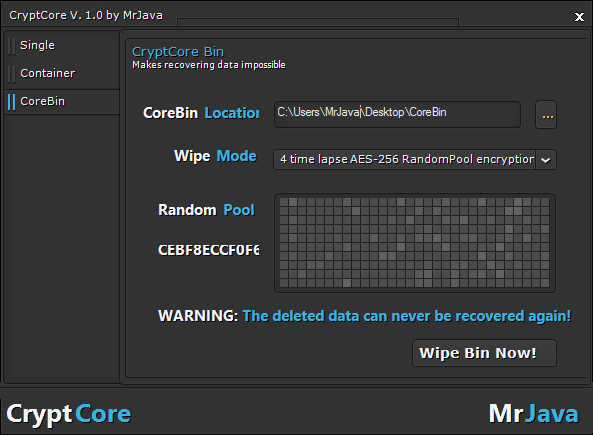 CryptCore V. 1.0 by MrJava
x
Single
Container
CoreBin
CryptCore Bin
Makes recovering data impossible
CoreBin Location
C:\Users\MrJavaj\Desktop\CoreBin
...
Wipe Mode
4 time lapse AES-256 RandomPool encryption
Random Pool
CEBF8ECCF0F6
WARNING: The deleted data can never be recovered again!
Wipe Bin Now!
CryptCore
MrJava